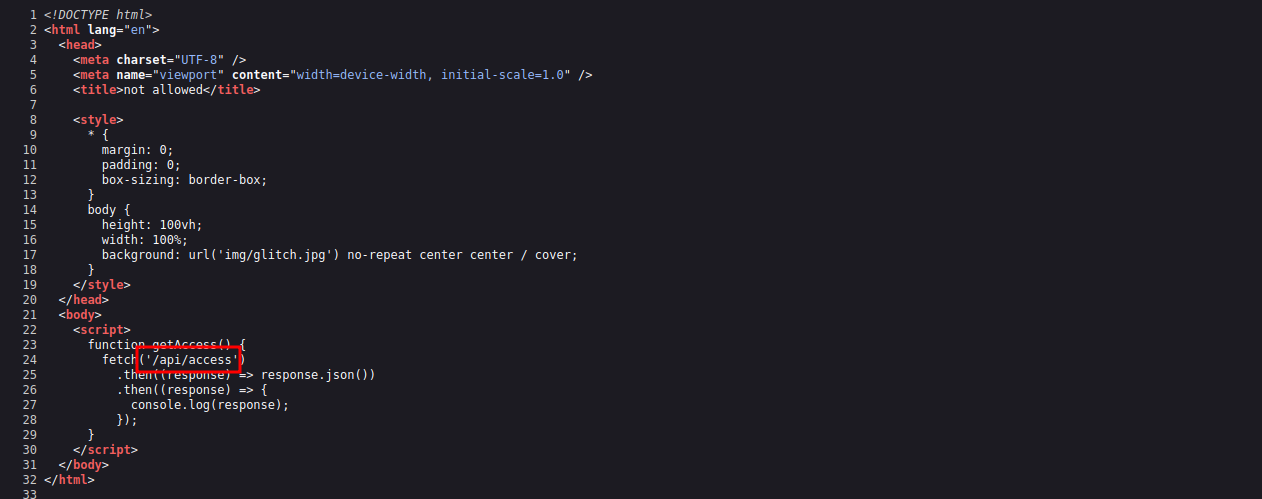 1 <!DOCTYPE html>
2 <html lang="en">
3   <head>
4     <meta charset="UTF-8" />
5     <meta name="viewport" content="width=device-width, initial-scale=1.0" />
6     <title>not allowed</title>
7
8     <style>
9       * {
10         margin: 0;
11         padding: 0;
12         box-sizing: border-box;
13       }
14       body {
15         height: 100vh;
16         width: 100%;
17         background: url('img/glitch.jpg') no-repeat center center / cover;
18       }
19     </style>
20   </head>
21   <body>
22     <script>
23       function getAccess() {
24         fetch('/api/access')
25           .then((response) => response.json())
26           .then((response) => {
27             console.log(response);
28           });
29       }
30     </script>
31   </body>
32 </html>
33